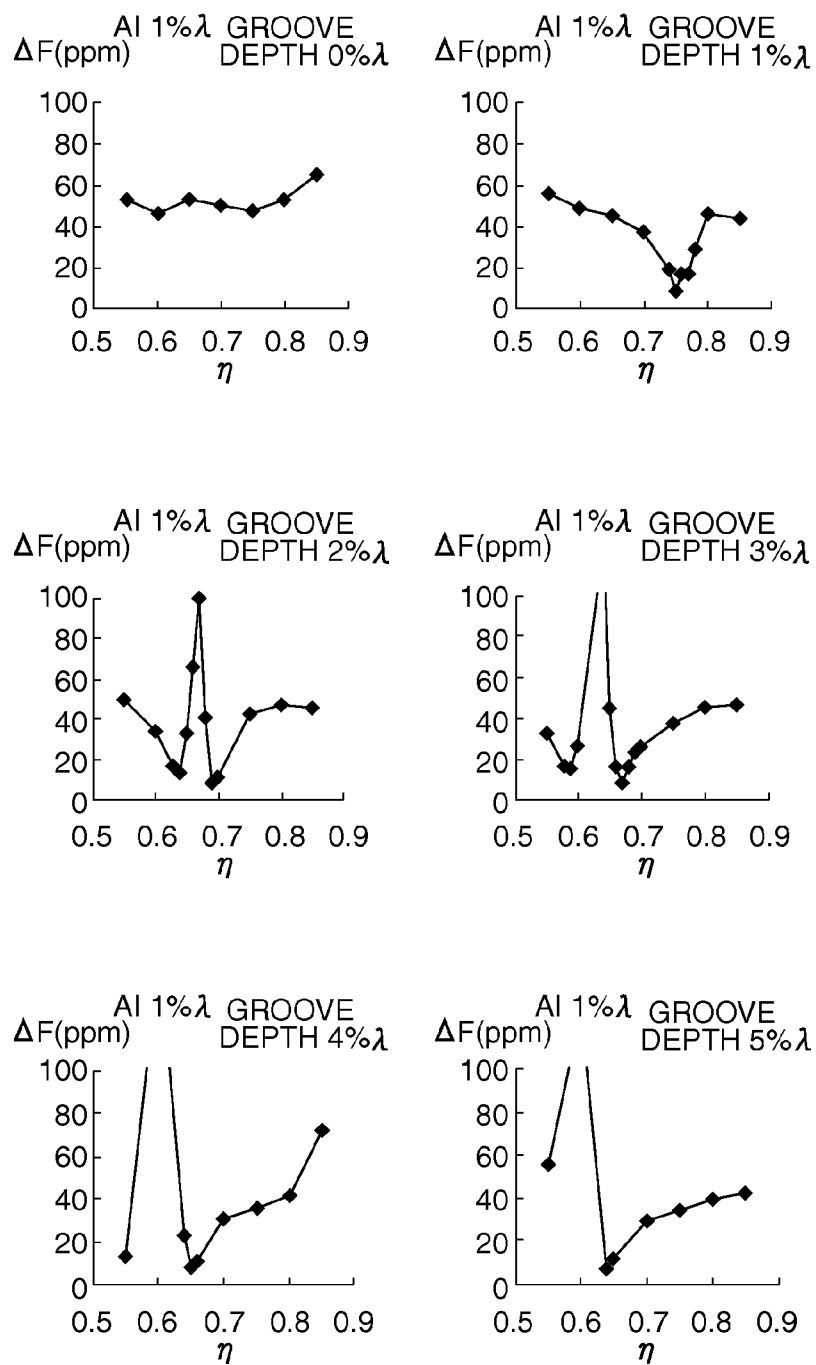 Al 1%λ GROOVE
ΔF(ppm) DEPTH 0%λ
100
80
60
40
20
0
0.5 0.6 0.7 0.8 0.9
η
Al 1%λ GROOVE
ΔF(ppm) DEPTH 1%λ
100
80
60
40
20
0
0.5 0.6 0.7 0.8 0.9
η
Al 1%λ GROOVE
ΔF(ppm) DEPTH 2%λ
100
80
60
40
20
0
0.5 0.6 0.7 0.8 0.9
η
Al 1%λ GROOVE
ΔF(ppm) DEPTH 3%λ
100
80
60
40
20
0
0.5 0.6 0.7 0.8 0.9
η
Al 1%λ GROOVE
ΔF(ppm) DEPTH 4%λ
100
80
60
40
20
0
0.5 0.6 0.7 0.8 0.9
η
Al 1%λ GROOVE
ΔF(ppm) DEPTH 5%λ
100
80
60
40
20
0
0.5 0.6 0.7 0.8 0.9
η